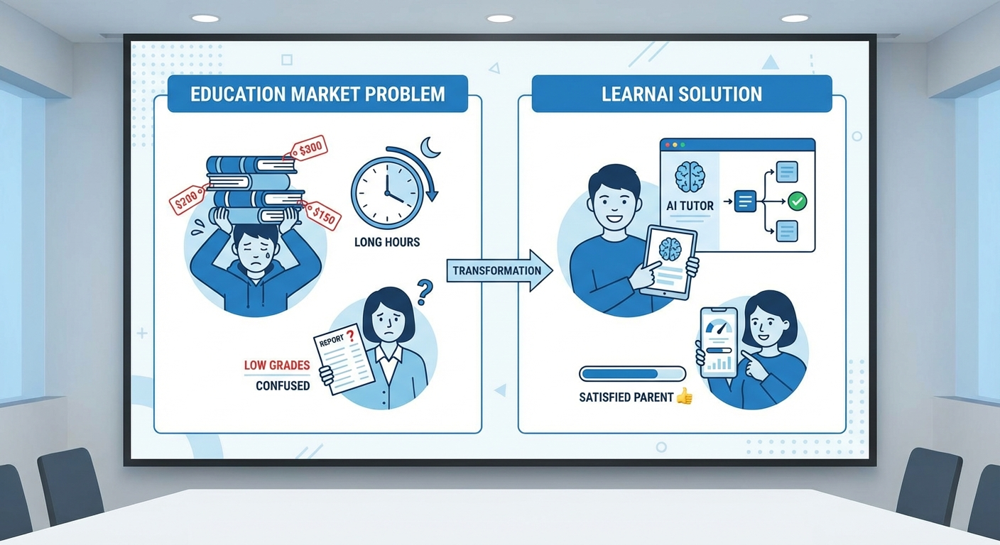 EDUCATION MARKET PROBLEM
$300
$200
$150
LONG HOURS
REPORT ?
?
LOW GRADES
CONFUSED
TRANSFORMATION
LEARNAI SOLUTION
AI TUTOR
SATISFIED PARENT 👍